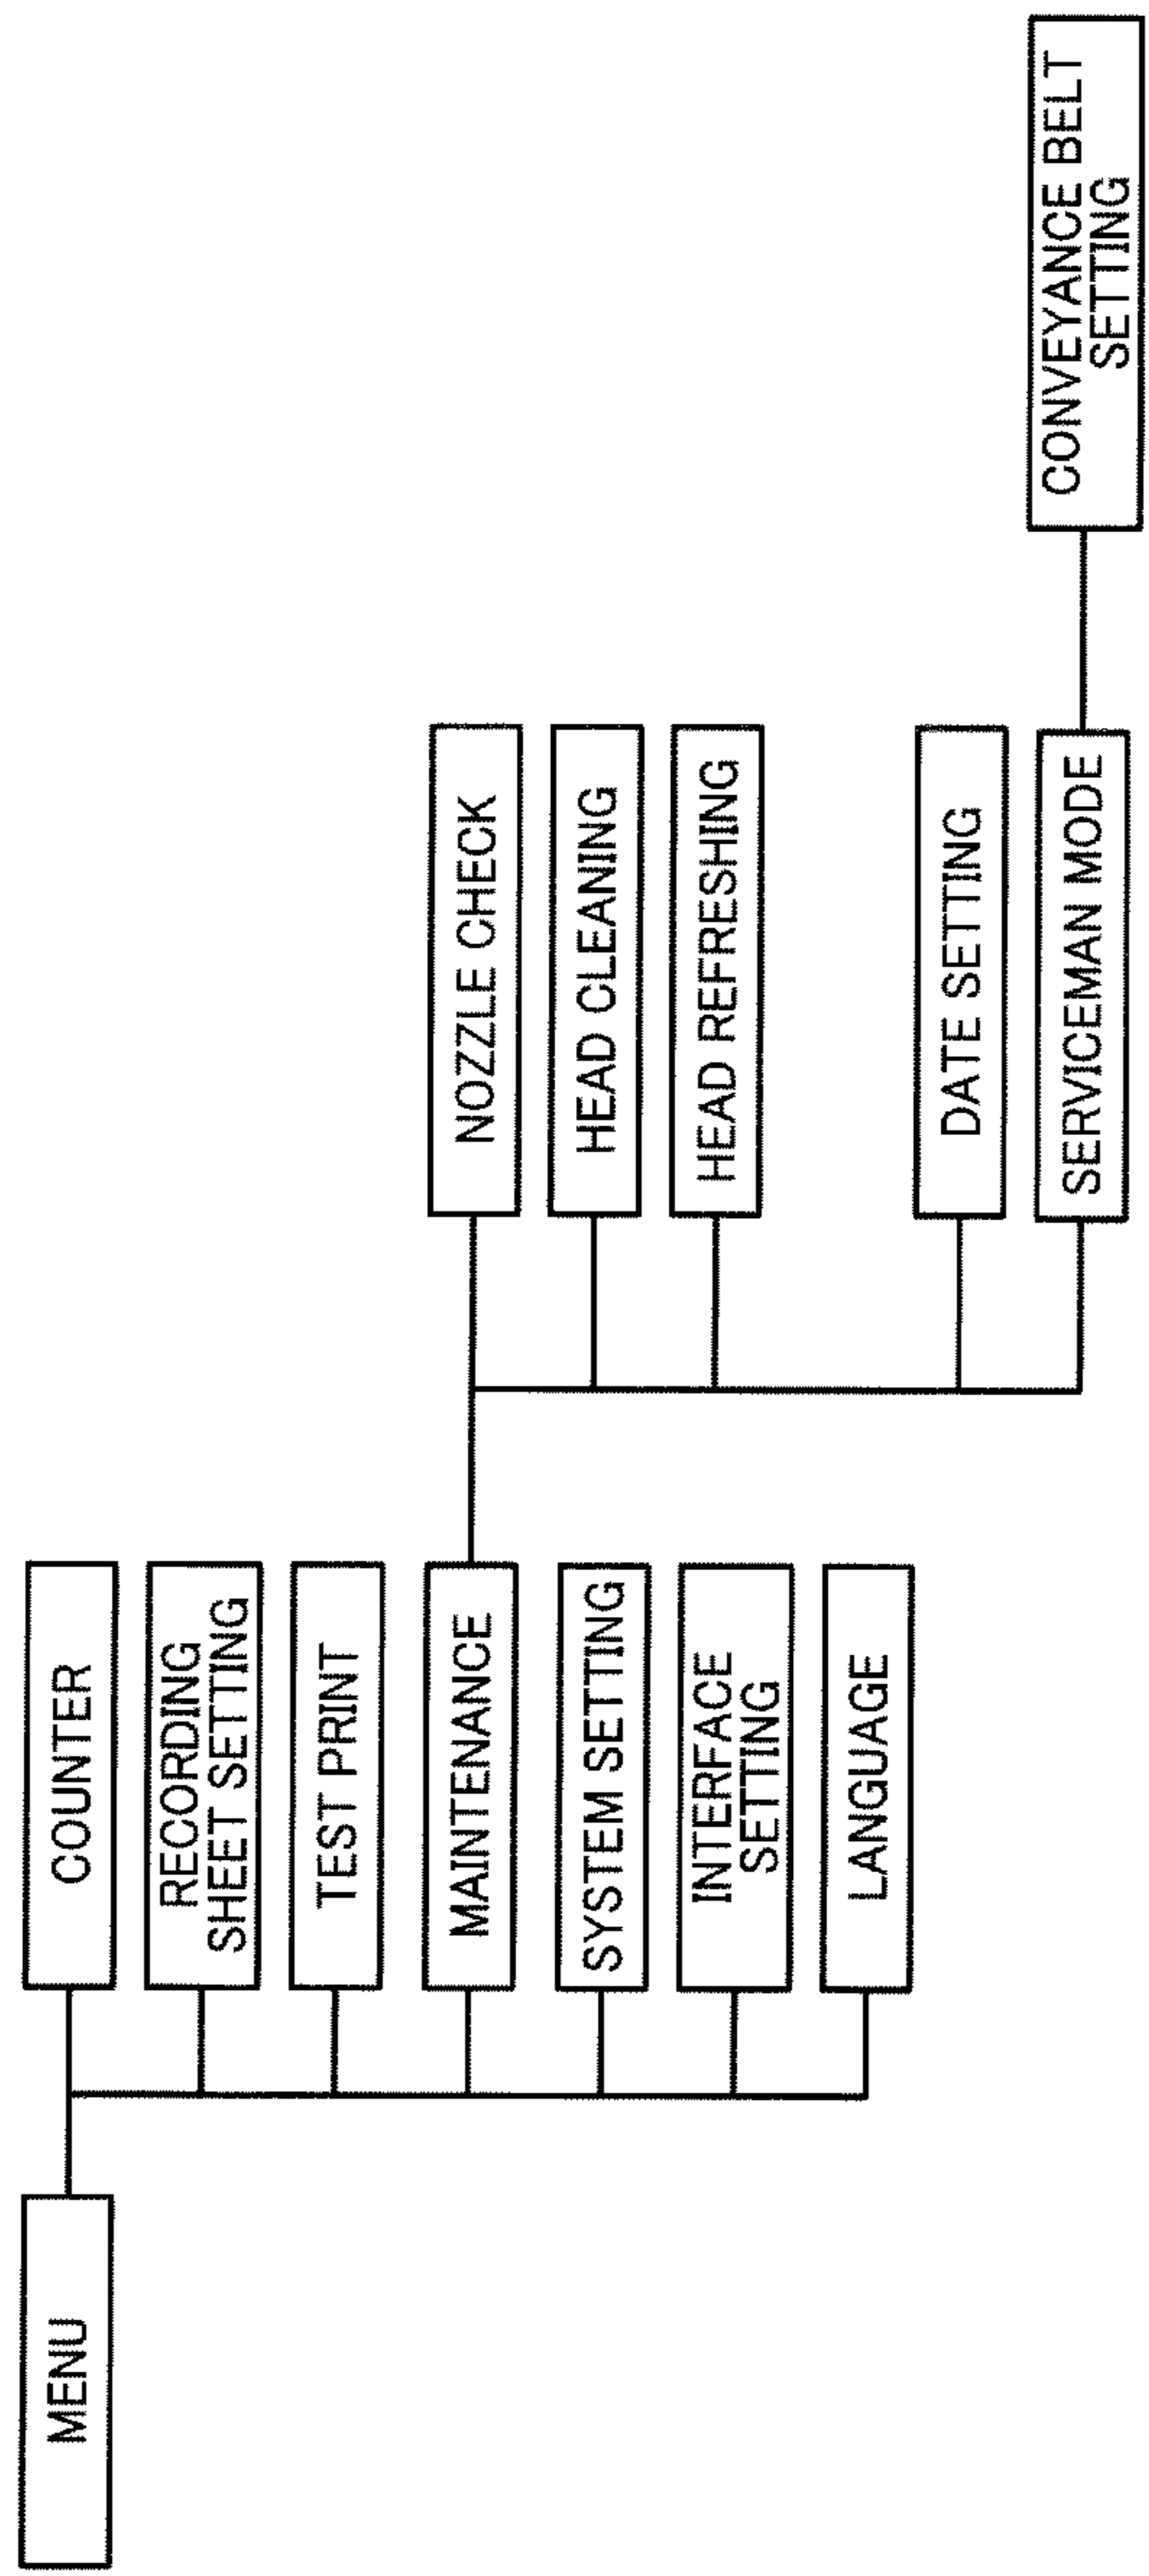 MENU
COUNTER
RECORDING
SHEET SETTING
TEST PRINT
MAINTENANCE
SYSTEM SETTING
INTERFACE
SETTING
LANGUAGE
NOZZLE CHECK
HEAD CLEANING
HEAD REFRESHING
DATE SETTING
SERVICEMAN MODE
CONVEYANCE BELT
SETTING